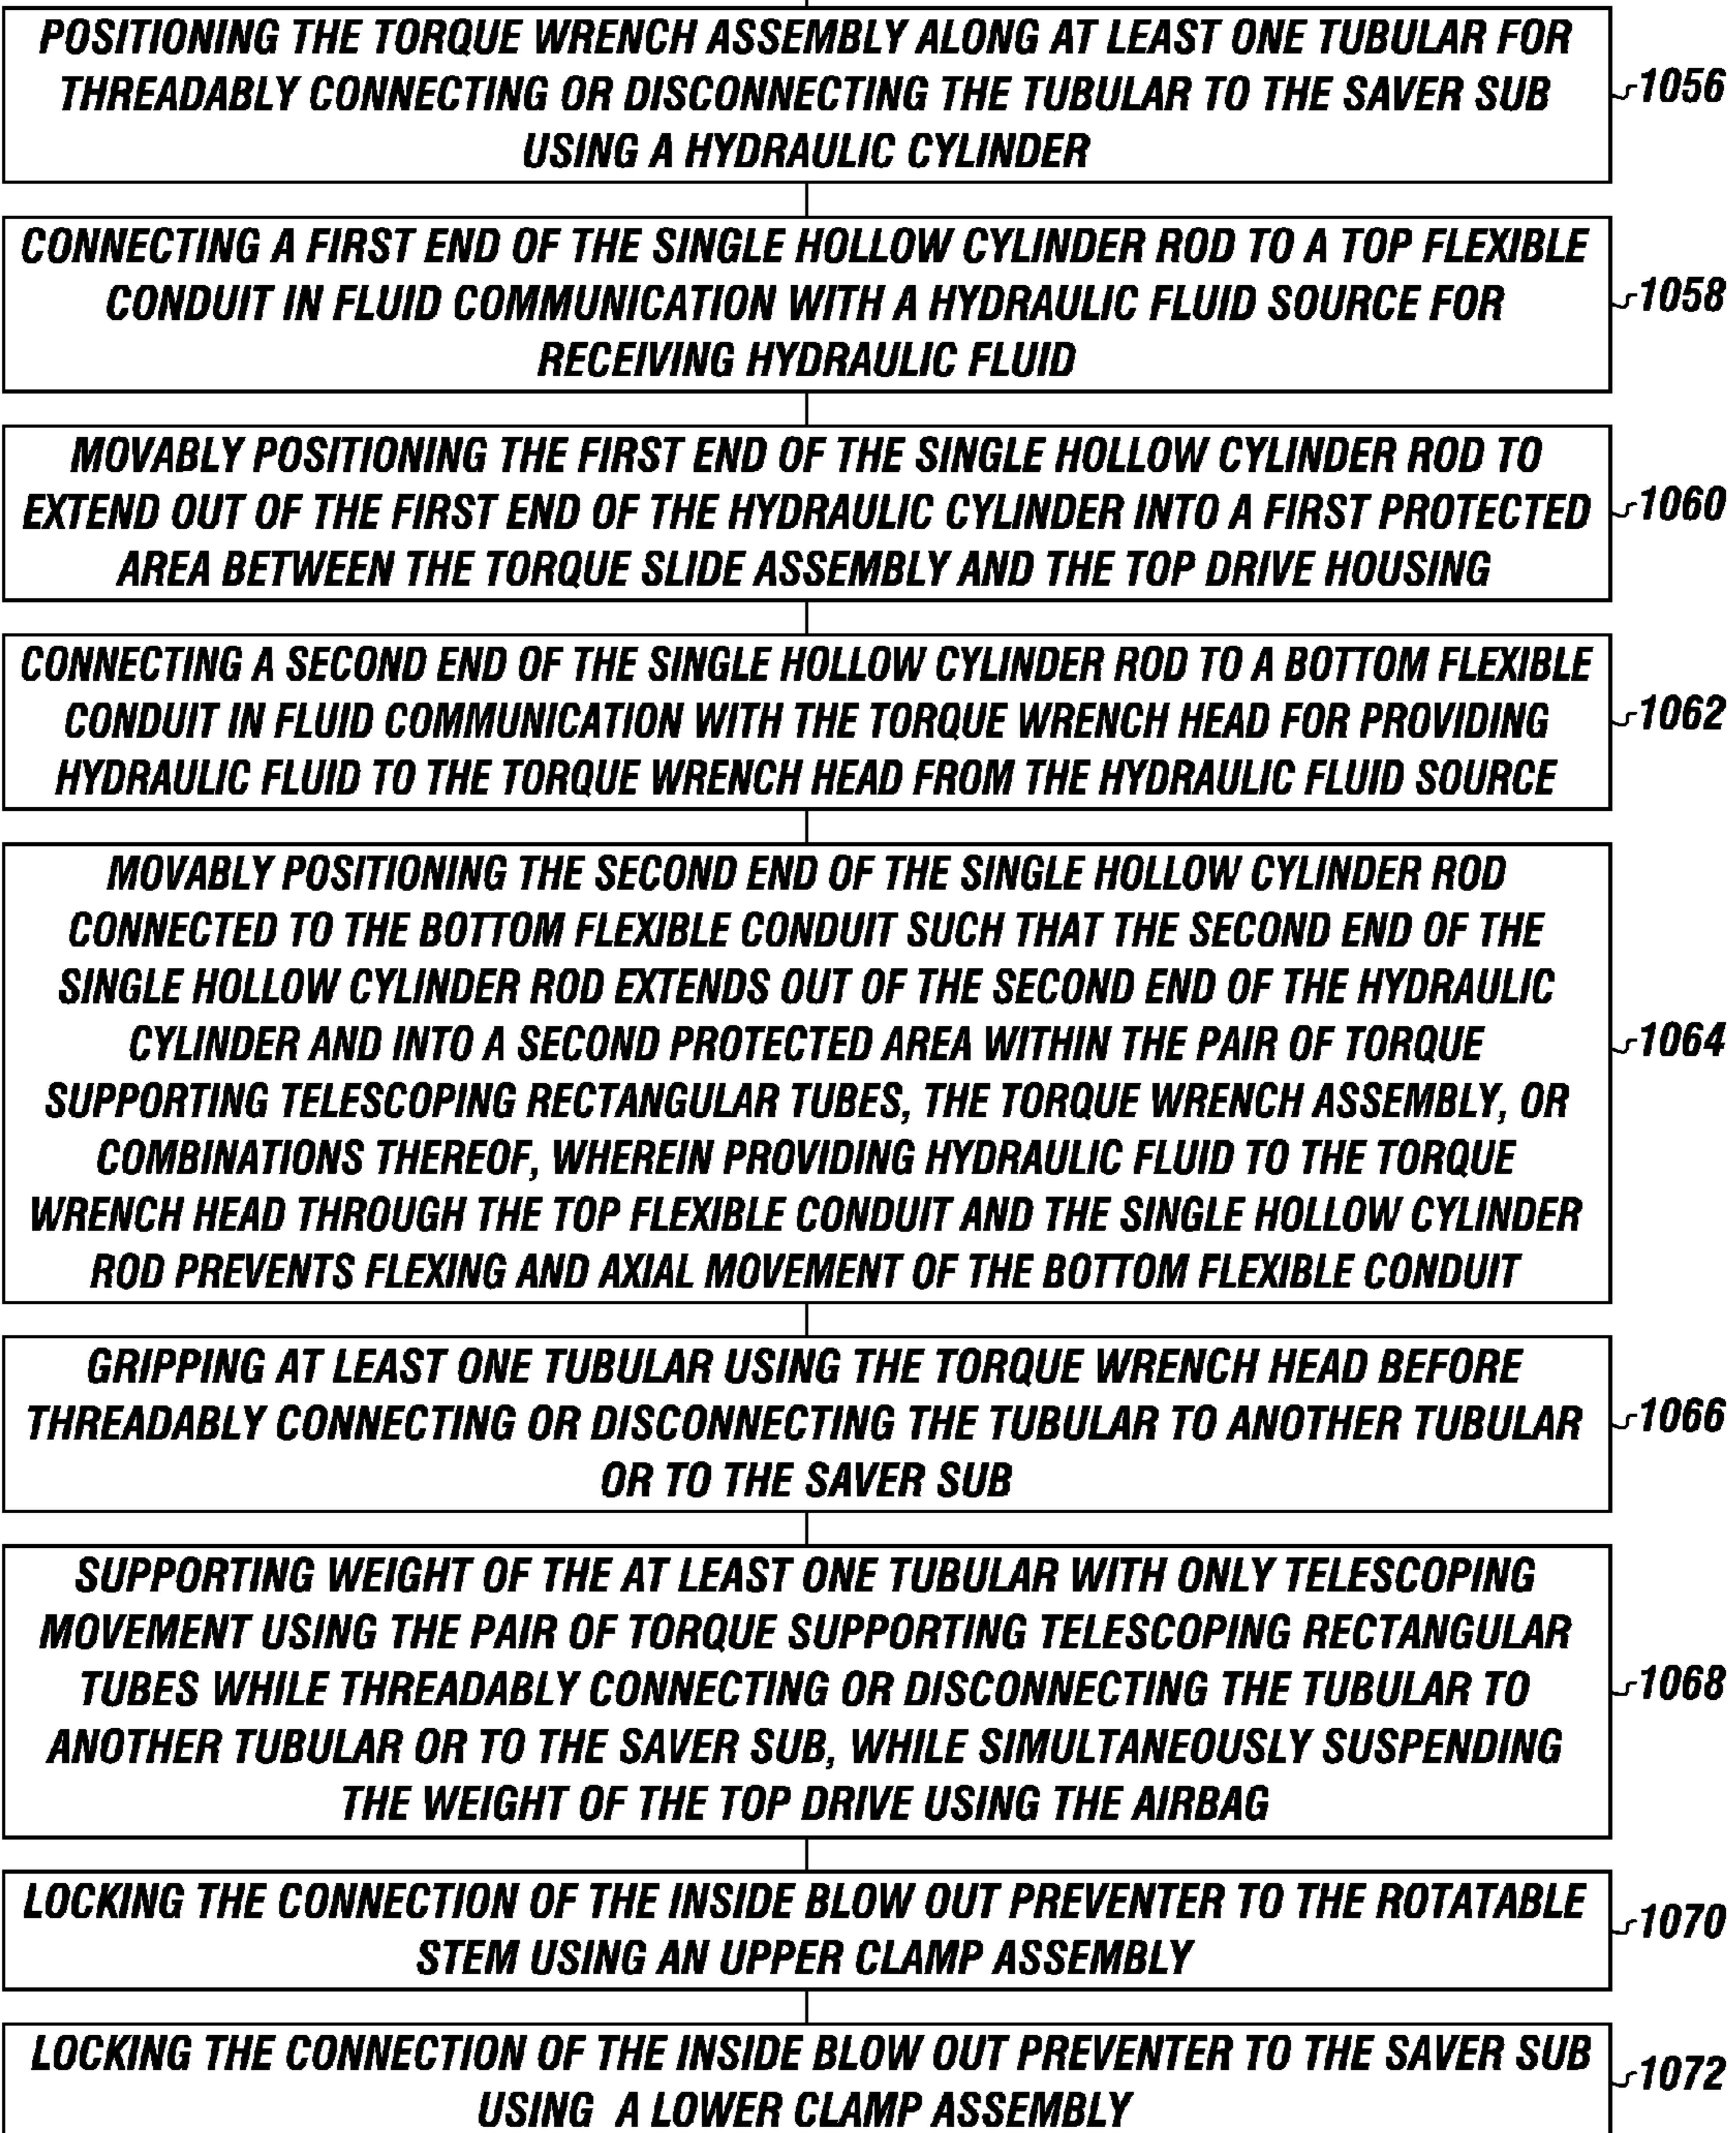 POSITIONING THE TORQUE WRENCH ASSEMBLY ALONG AT LEAST ONE TUBULAR FOR
THREADABLY CONNECTING OR DISCONNECTING THE TUBULAR TO THE SAVER SUB
USING A HYDRAULIC CYLINDER
1056
CONNECTING A FIRST END OF THE SINGLE HOLLOW CYLINDER ROD TO A TOP FLEXIBLE
CONDUIT IN FLUID COMMUNICATION WITH A HYDRAULIC FLUID SOURCE FOR
RECEIVING HYDRAULIC FLUID
1058
MOVABLY POSITIONING THE FIRST END OF THE SINGLE HOLLOW CYLINDER ROD TO
EXTEND OUT OF THE FIRST END OF THE HYDRAULIC CYLINDER INTO A FIRST PROTECTED
AREA BETWEEN THE TORQUE SLIDE ASSEMBLY AND THE TOP DRIVE HOUSING
1060
CONNECTING A SECOND END OF THE SINGLE HOLLOW CYLINDER ROD TO A BOTTOM FLEXIBLE
CONDUIT IN FLUID COMMUNICATION WITH THE TORQUE WRENCH HEAD FOR PROVIDING
HYDRAULIC FLUID TO THE TORQUE WRENCH HEAD FROM THE HYDRAULIC FLUID SOURCE
1062
MOVABLY POSITIONING THE SECOND END OF THE SINGLE HOLLOW CYLINDER ROD
CONNECTED TO THE BOTTOM FLEXIBLE CONDUIT SUCH THAT THE SECOND END OF THE
SINGLE HOLLOW CYLINDER ROD EXTENDS OUT OF THE SECOND END OF THE HYDRAULIC
CYLINDER AND INTO A SECOND PROTECTED AREA WITHIN THE PAIR OF TORQUE
SUPPORTING TELESCOPING RECTANGULAR TUBES, THE TORQUE WRENCH ASSEMBLY, OR
COMBINATIONS THEREOF, WHEREIN PROVIDING HYDRAULIC FLUID TO THE TORQUE
WRENCH HEAD THROUGH THE TOP FLEXIBLE CONDUIT AND THE SINGLE HOLLOW CYLINDER
ROD PREVENTS FLEXING AND AXIAL MOVEMENT OF THE BOTTOM FLEXIBLE CONDUIT
1064
GRIPPING AT LEAST ONE TUBULAR USING THE TORQUE WRENCH HEAD BEFORE
THREADABLY CONNECTING OR DISCONNECTING THE TUBULAR TO ANOTHER TUBULAR
OR TO THE SAVER SUB
1066
SUPPORTING WEIGHT OF THE AT LEAST ONE TUBULAR WITH ONLY TELESCOPING
MOVEMENT USING THE PAIR OF TORQUE SUPPORTING TELESCOPING RECTANGULAR
TUBES WHILE THREADABLY CONNECTING OR DISCONNECTING THE TUBULAR TO
ANOTHER TUBULAR OR TO THE SAVER SUB, WHILE SIMULTANEOUSLY SUSPENDING
THE WEIGHT OF THE TOP DRIVE USING THE AIRBAG
1068
LOCKING THE CONNECTION OF THE INSIDE BLOW OUT PREVENTER TO THE ROTATABLE
STEM USING AN UPPER CLAMP ASSEMBLY
1070
LOCKING THE CONNECTION OF THE INSIDE BLOW OUT PREVENTER TO THE SAVER SUB
USING A LOWER CLAMP ASSEMBLY
1072